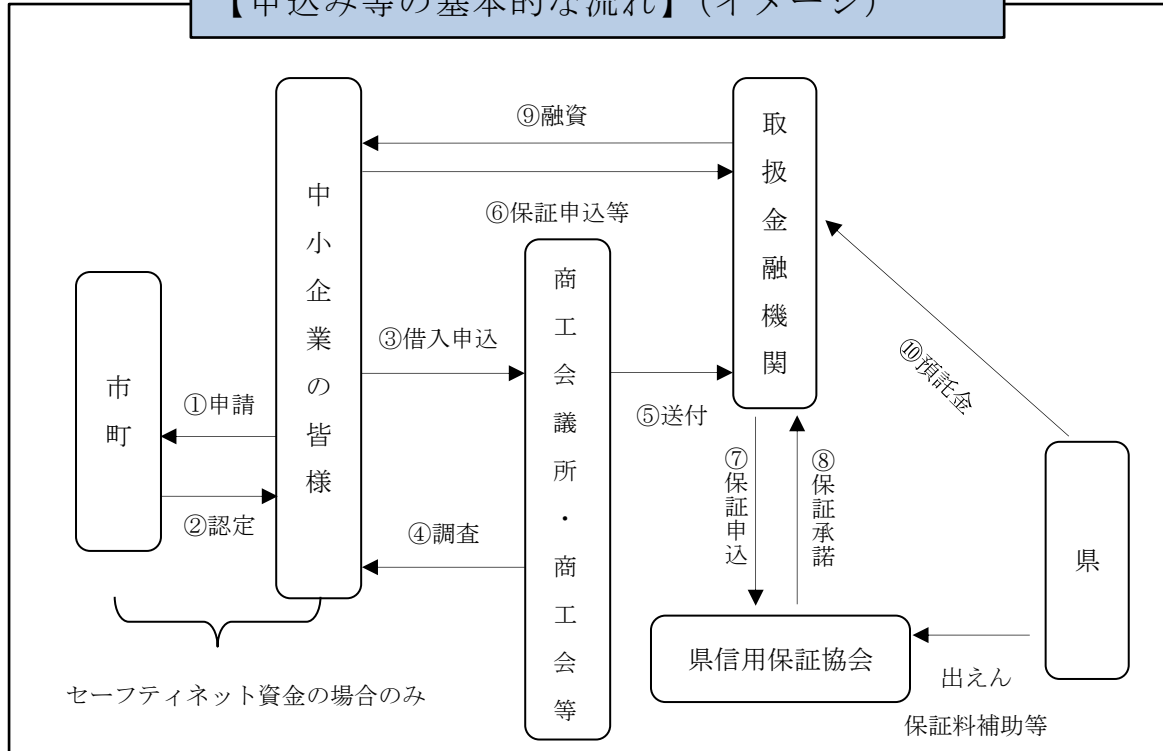 【申込み等の基本的な流れ】(イメージ)
⑨融資
取扱金融機関
中小企業の皆様
⑥保証申込等
商工会議所・商工会等
市町
③借入申込
①申請
⑤送付
⑩預託金
②認定
④調査
⑦保証申込
⑧保証承諾
県
県信用保証協会
出えん
保証料補助等
セーフティネット資金の場合のみ